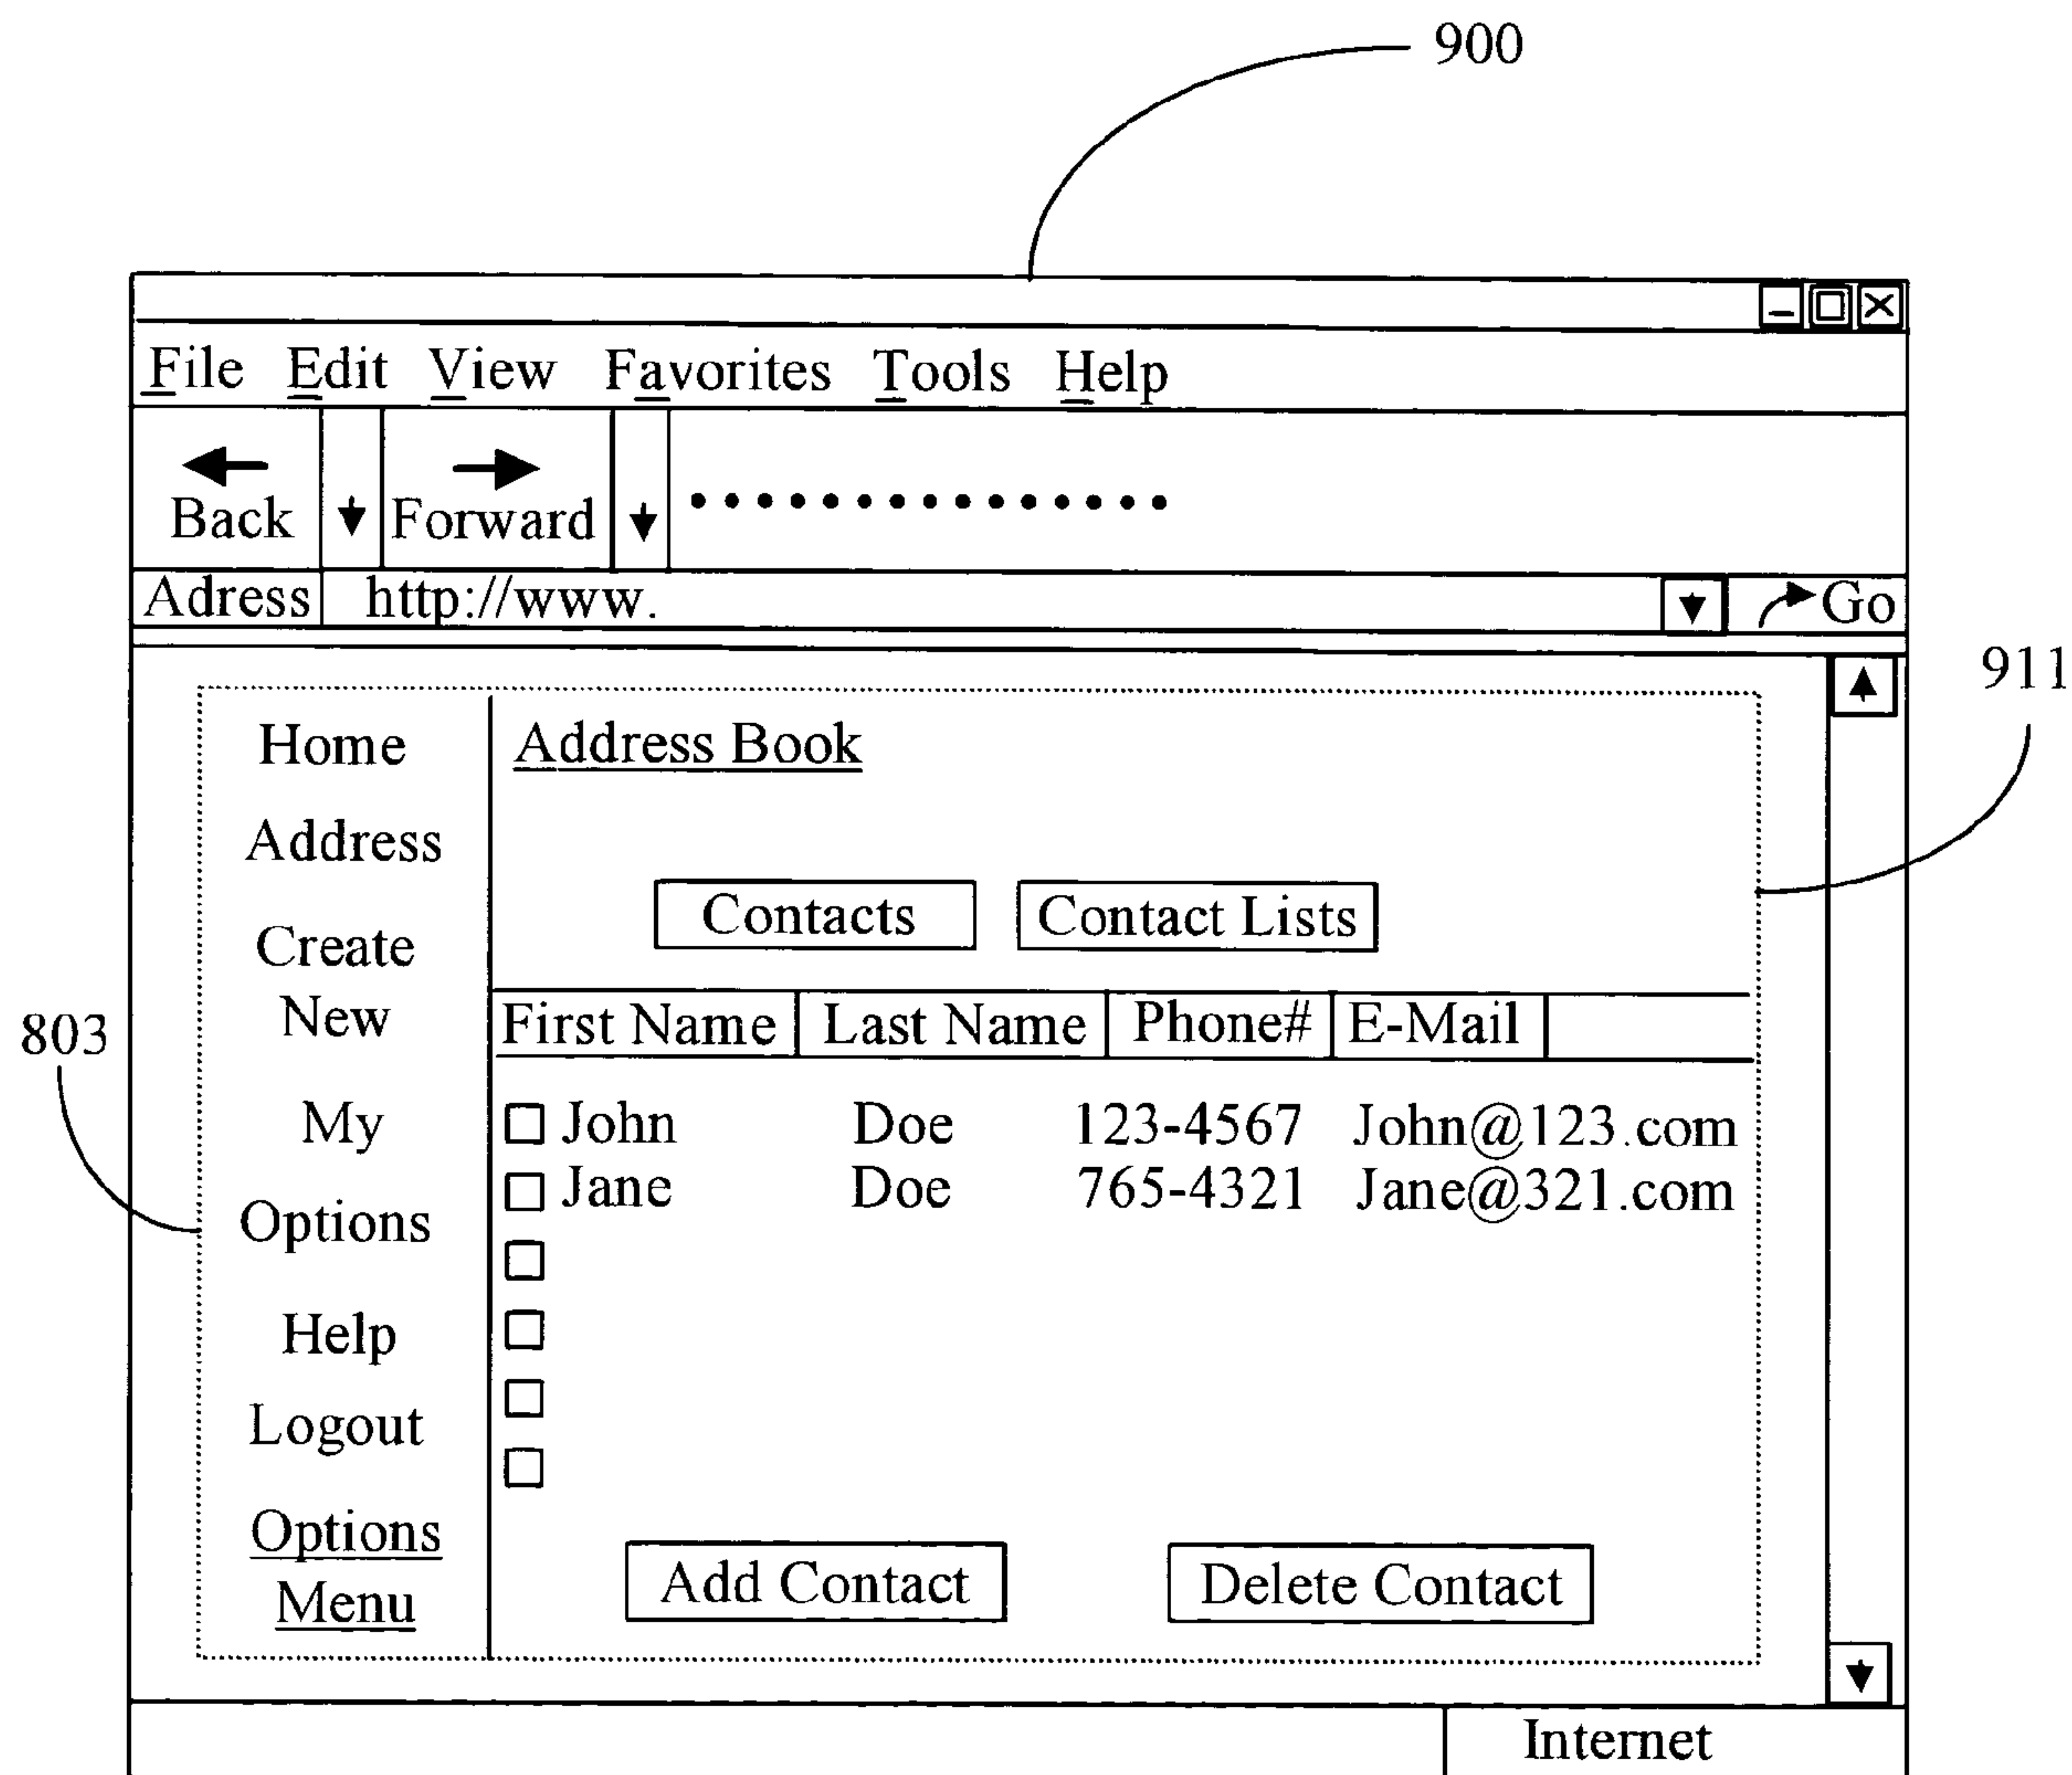 900
File Edit View Favorites Tools Help
Back Forward
Adress http://www. Go
911
Home
Address
Create
New
My
Options
Help
Logout
Options
Menu
803
Address Book
Contacts Contact Lists
First Name Last Name Phone# E-Mail
John Doe 123-4567 John@123.com
Jane Doe 765-4321 Jane@321.com
Add Contact Delete Contact
Internet